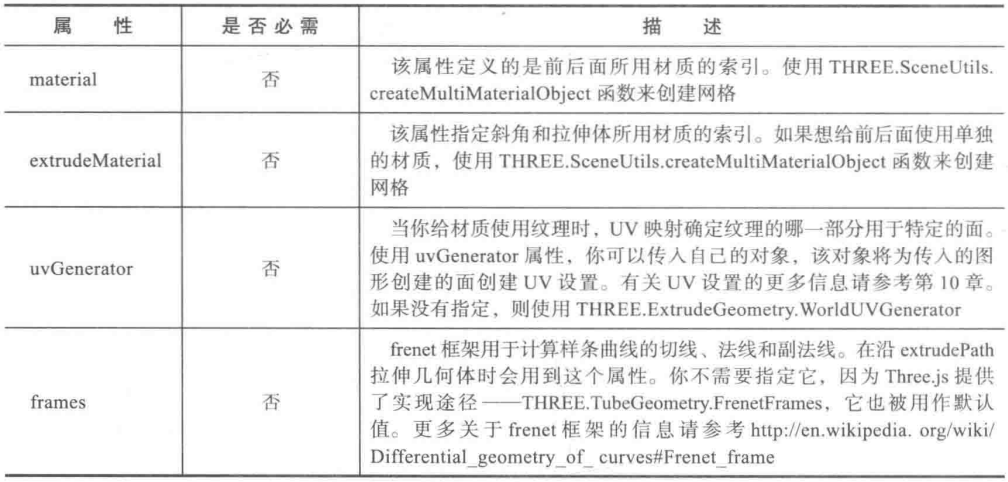 属 性 是否必需 描 述
material 否 该属性定义的是前后面所用材质的索引。使用 THREE.SceneUtils.
createMultiMaterialObject 函数来创建网格
该属性指定斜角和拉伸体所用材质的索引。如果想给前后面使用单独
extrudeMaterial 否 的材质，使用 THREE.SceneUtils.createMultiMaterialObject 函数来创建
网格
当你给材质使用纹理时，UV 映射确定纹理的哪一部分用于特定的面。
使用 uvGenerator 属性，你可以传入自己的对象，该对象将为传入的图
uvGenerator 否 形创建的面创建 UV 设置。有关 UV 设置的更多信息请参考第 10 章。
如果没有指定，则使用 THREE.ExtrudeGeometry.WorldUVGenerator
frenet 框架用于计算样条曲线的切线、法线和副法线。在沿 extrudePath
拉伸几何体时会用到这个属性。你不需要指定它，因为 Three.js 提供
frames 否 了实现途径——THREE.TubeGeometry.FrenetFrames，它也被用作默认
值。更多关于 frenet 框架的信息请参考 http://en.wikipedia. org/wiki/
Differential_geometry_of_ curves#Frenet_frame